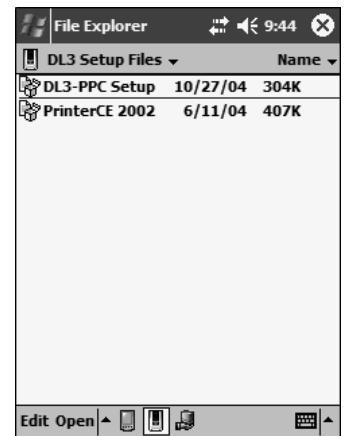 File Explorer 9:44
DL3 Setup Files Name
DL3-PPC Setup 10/27/04 304K
PrinterCE 2002 6/11/04 407K
Edit Open